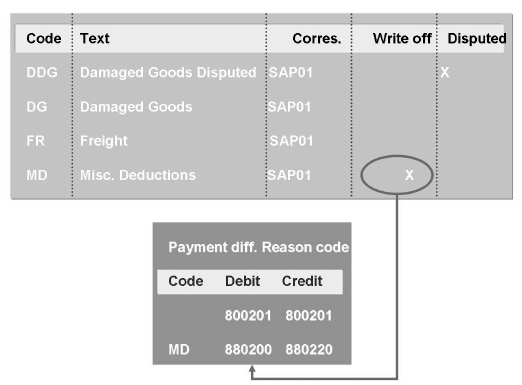 Code Text Corres. Write off Disputed
DDG Damaged Goods Disputed SAP01 X
DG Damaged Goods SAP01
FR Freight SAP01
MD Misc. Deductions SAP01 X
Payment diff. Reason code
Code Debit Credit
800201 800201
MD 880200 880220